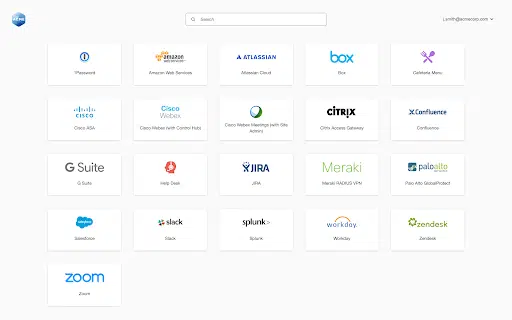 ACME
Search
j.smith@acmecorp.com
1Password
amazon
web services
Amazon Web Services
ATLASSIAN
Atlassian Cloud
box
Box
Cafeteria Menu
cisco
Cisco ASA
Cisco
Webex
Cisco Webex (with Control Hub)
Cisco Webex Meetings (with Site
Admin)
CITRIX
Citrix Access Gateway
Confluence
Confluence
G Suite
G Suite
Help Desk
JIRA
JIRA
Meraki
Meraki RADIUS VPN
paloalto
Palo Alto GlobalProtect
salesforce
Salesforce
slack
Slack
splunk>
Splunk
workday.
Workday
zendesk
Zendesk
zoom
Zoom